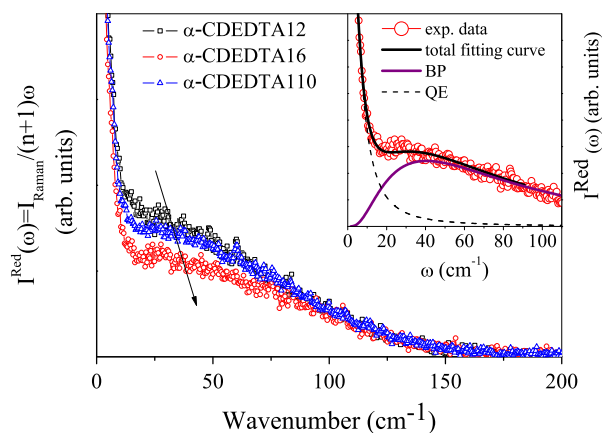 I^Red(ω)=I_Raman/(n+1)ω
(arb. units)
α-CDEDTA12
α-CDEDTA16
α-CDEDTA110
exp. data
total fitting curve
BP
QE
I^Red(ω) (arb. units)
0 20 40 60 80 100
ω (cm^-1)
0 50 100 150 200
Wavenumber (cm^-1)